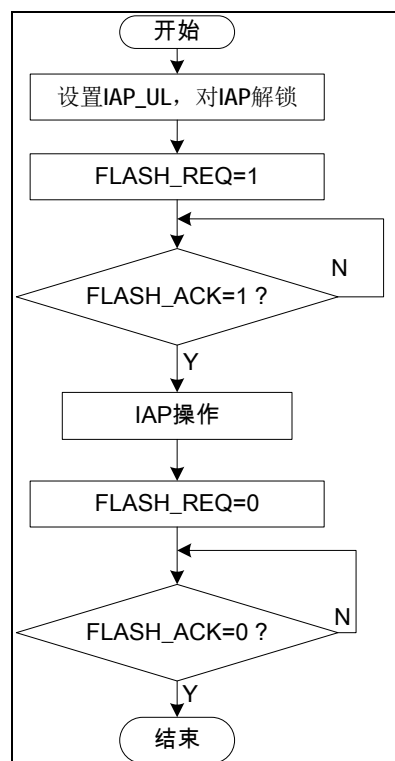 开始
设置IAP_UL，对IAP解锁
FLASH_REQ=1
N
FLASH_ACK=1 ?
Y
IAP操作
FLASH_REQ=0
N
FLASH_ACK=0 ?
Y
结束